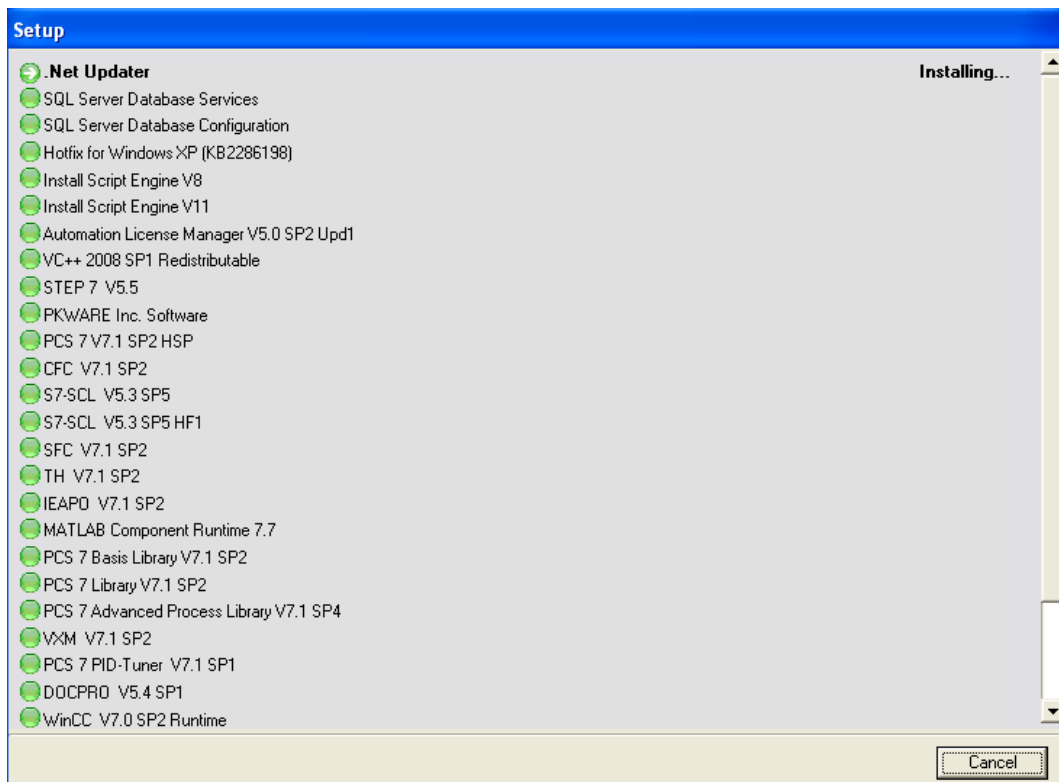 Setup
.Net Updater Installing...
SQL Server Database Services
SQL Server Database Configuration
Hotfix for Windows XP (KB2286198)
Install Script Engine V8
Install Script Engine V11
Automation License Manager V5.0 SP2 Upd1
VC++ 2008 SP1 Redistributable
STEP 7 V5.5
PKWARE Inc. Software
PCS 7 V7.1 SP2 HSP
CFC V7.1 SP2
S7-SCL V5.3 SP5
S7-SCL V5.3 SP5 HF1
SFC V7.1 SP2
TH V7.1 SP2
IEAPO V7.1 SP2
MATLAB Component Runtime 7.7
PCS 7 Basis Library V7.1 SP2
PCS 7 Library V7.1 SP2
PCS 7 Advanced Process Library V7.1 SP4
VXM V7.1 SP2
PCS 7 PID-Tuner V7.1 SP1
DOCPRO V5.4 SP1
WinCC V7.0 SP2 Runtime
Cancel